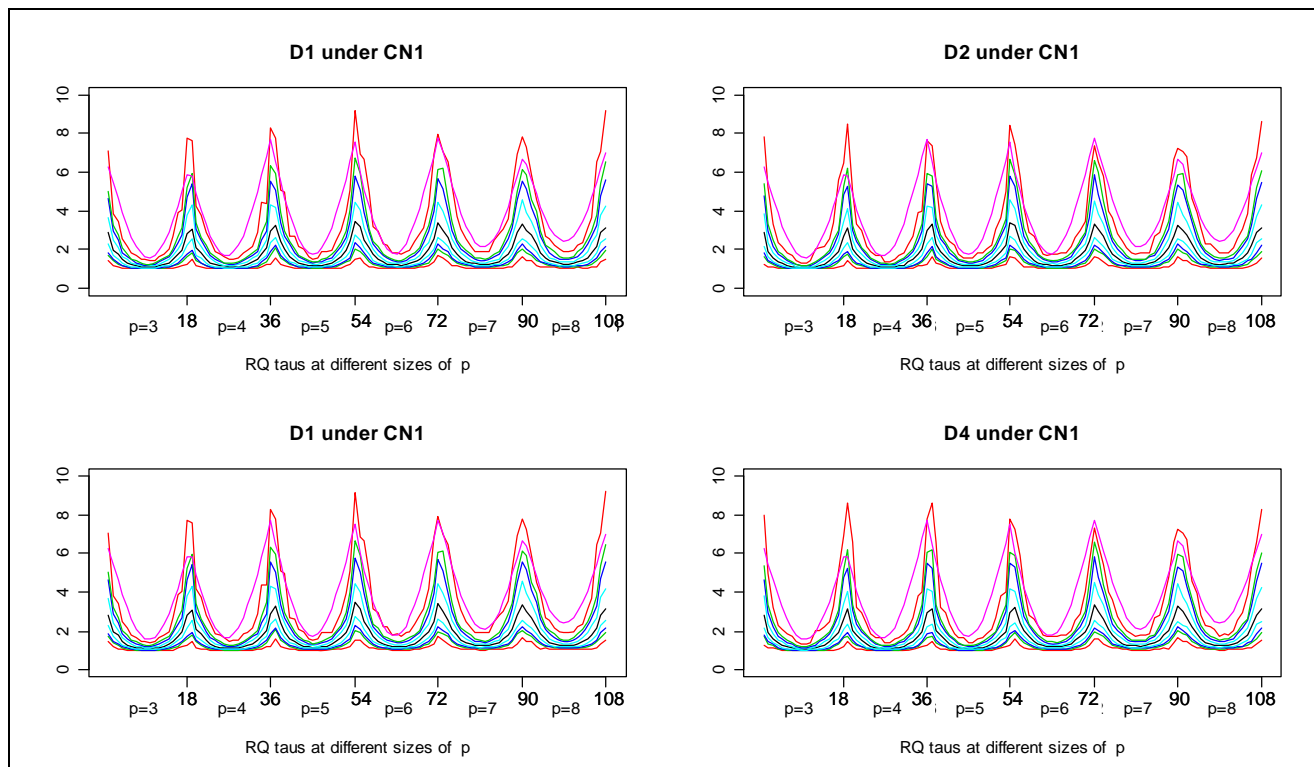 D1 under CN1
D2 under CN1
10
8
6
4
2
0
10
8
6
4
2
0
p=3 18 p=4 36 p=5 54 p=6 72 p=7 90 p=8 108
p=3 18 p=4 36 p=5 54 p=6 72 p=7 90 p=8 108
RQ taus at different sizes of p
RQ taus at different sizes of p
D1 under CN1
D4 under CN1
10
8
6
4
2
0
10
8
6
4
2
0
p=3 18 p=4 36 p=5 54 p=6 72 p=7 90 p=8 108
p=3 18 p=4 36 p=5 54 p=6 72 p=7 90 p=8 108
RQ taus at different sizes of p
RQ taus at different sizes of p